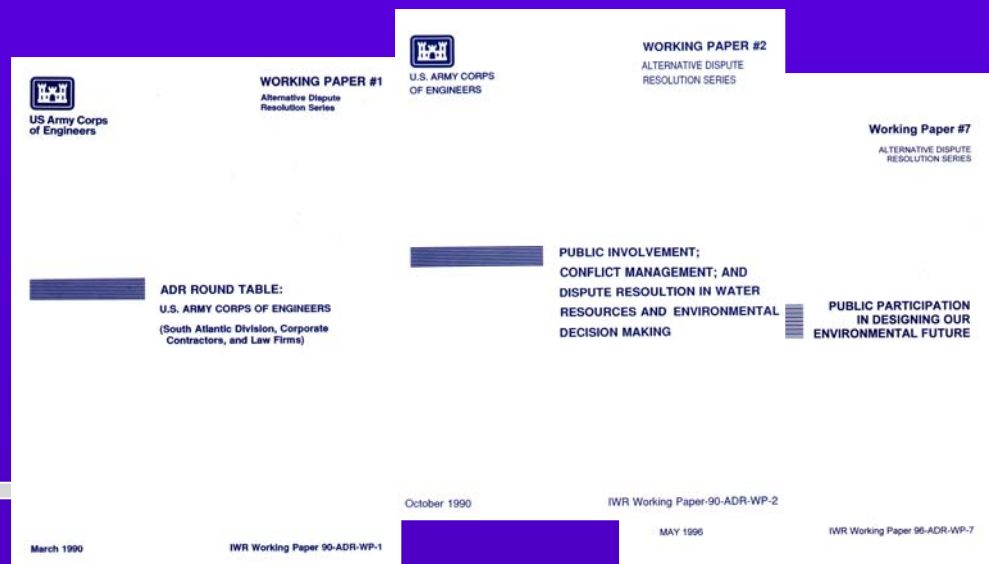 US Army Corps
of Engineers
WORKING PAPER #1
Alternative Dispute
Resolution Series
ADR ROUND TABLE:
U.S. ARMY CORPS OF ENGINEERS
(South Atlantic Division, Corporate
Contractors, and Law Firms)
March 1990
IWR Working Paper 90-ADR-WP-1
U.S. ARMY CORPS
OF ENGINEERS
WORKING PAPER #2
ALTERNATIVE DISPUTE
RESOLUTION SERIES
PUBLIC INVOLVEMENT;
CONFLICT MANAGEMENT; AND
DISPUTE RESOULTION IN WATER
RESOURCES AND ENVIRONMENTAL
DECISION MAKING
October 1990
IWR Working Paper-90-ADR-WP-2
Working Paper #7
ALTERNATIVE DISPUTE
RESOLUTION SERIES
PUBLIC PARTICIPATION
IN DESIGNING OUR
ENVIRONMENTAL FUTURE
MAY 1996
IWR Working Paper 96-ADR-WP-7